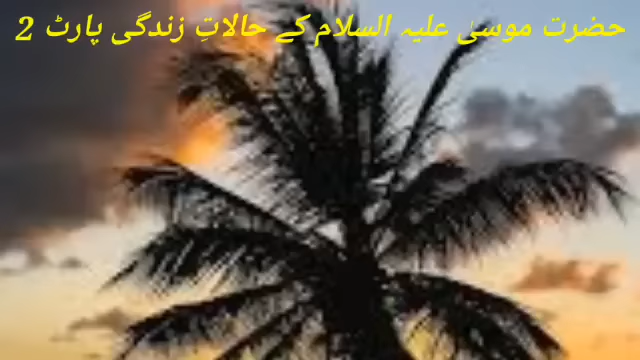 حضرت موسیٰ علیہ السلام کے حالاتِ زندگی پارٹ 2